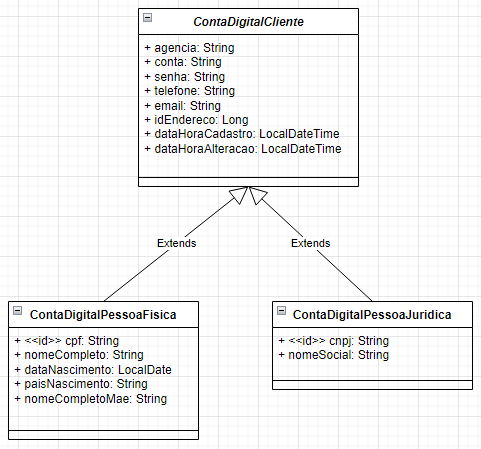 ContaDigitalCliente
+ agencia: String
+ conta: String
+ senha: String
+ telefone: String
+ email: String
+ idEndereco: Long
+ dataHoraCadastro: LocalDateTime
+ dataHoraAlteracao: LocalDateTime
Extends
Extends
ContaDigitalPessoaFisica
+ <<id>> cpf: String
+ nomeCompleto: String
+ dataNascimento: LocalDate
+ paisNascimento: String
+ nomeCompletoMae: String
ContaDigitalPessoaJuridica
+ <<id>> cnpj: String
+ nomeSocial: String